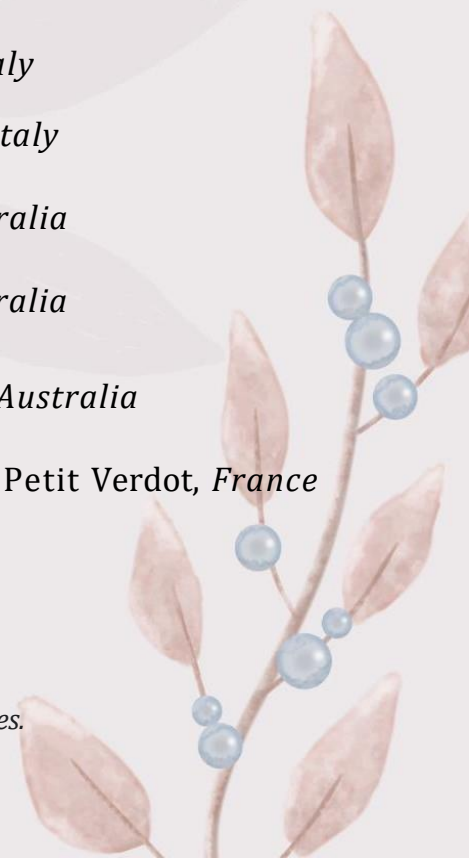 aly
taly
ralia
ralia
Australia
Petit Verdot, France
es.